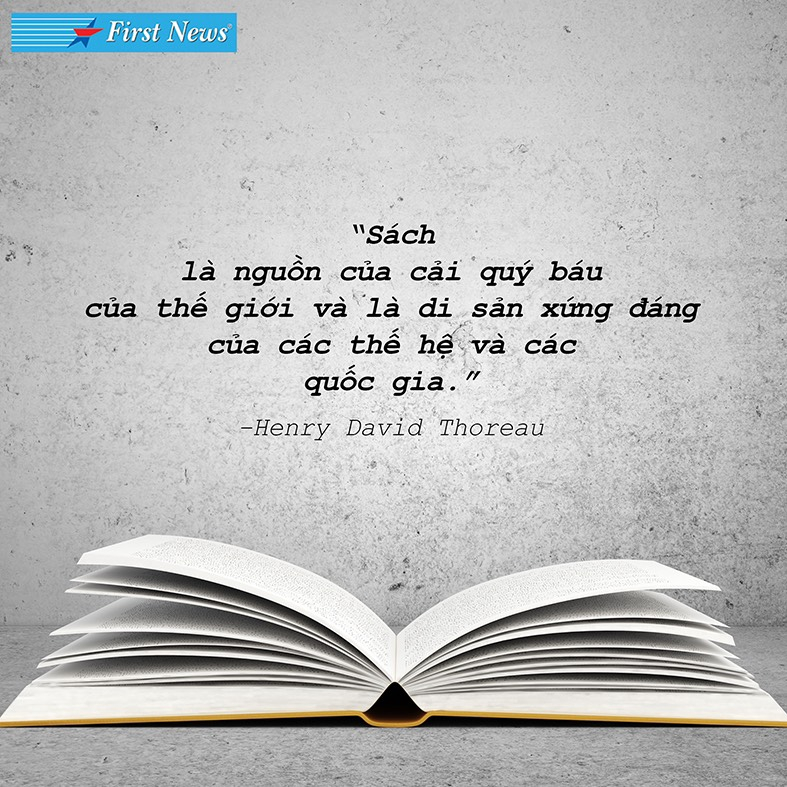 First News
“Sách
là nguồn của cải quý báu
của thế giới và là di sản xứng đáng
của các thế hệ và các
quốc gia.”
-Henry David Thoreau